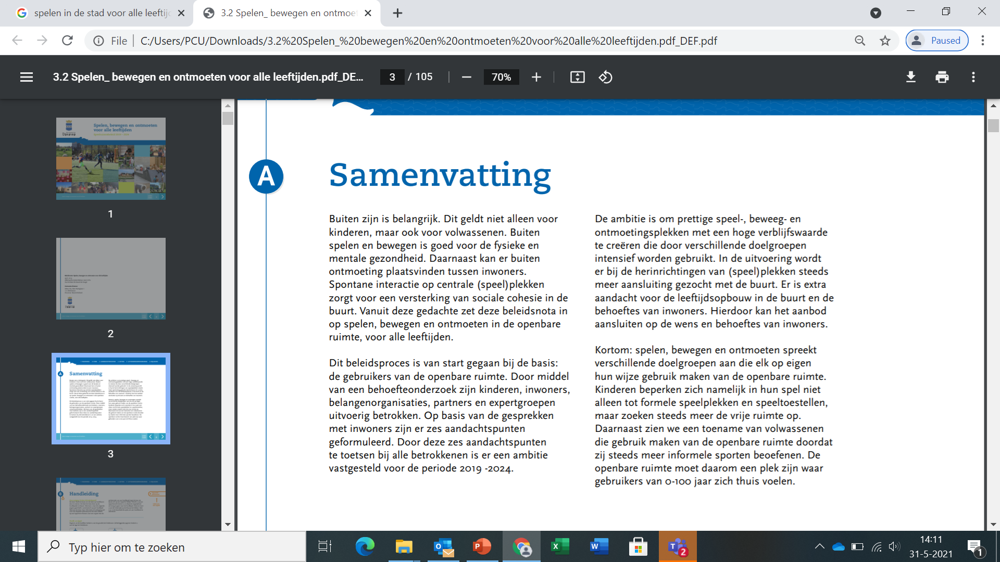 spelen in de stad voor alle leeftij
3.2 Spelen_ bewegen en ontmoet
File
C:/Users/PCU/Downloads/3.2%20Spelen_%20bewegen%20en%20ontmoeten%20voor%20alle%20leeftijden.pdf_DEF.pdf
Paused
3.2 Spelen_ bewegen en ontmoeten voor alle leeftijden.pdf_DE...
3 / 105
70%
Spelen, bewegen en ontmoeten
voor alle leeftijden
1
2
Samenvatting
3
Handleiding
A
Samenvatting
Buiten zijn is belangrijk. Dit geldt niet alleen voor
kinderen, maar ook voor volwassenen. Buiten
spelen en bewegen is goed voor de fysieke en
mentale gezondheid. Daarnaast kan er buiten
ontmoeting plaatsvinden tussen inwoners.
Spontane interactie op centrale (speel)plekken
zorgt voor een versterking van sociale cohesie in de
buurt. Vanuit deze gedachte zet deze beleidsnota in
op spelen, bewegen en ontmoeten in de openbare
ruimte, voor alle leeftijden.
Dit beleidsproces is van start gegaan bij de basis:
de gebruikers van de openbare ruimte. Door middel
van een behoefteonderzoek zijn kinderen, inwoners,
belangenorganisaties, partners en expertgroepen
uitvoerig betrokken. Op basis van de gesprekken
met inwoners zijn er zes aandachtspunten
geformuleerd. Door deze zes aandachtspunten
te toetsen bij alle betrokkenen is er een ambitie
vastgesteld voor de periode 2019 -2024.
De ambitie is om prettige speel-, beweeg- en
ontmoetingsplekken met een hoge verblijfswaarde
te creëren die door verschillende doelgroepen
intensief worden gebruikt. In de uitvoering wordt
er bij de herinrichtingen van (speel)plekken steeds
meer aansluiting gezocht met de buurt. Er is extra
aandacht voor de leeftijdsopbouw in de buurt en de
behoeftes van inwoners. Hierdoor kan het aanbod
aansluiten op de wens en behoeftes van inwoners.
Kortom: spelen, bewegen en ontmoeten spreekt
verschillende doelgroepen aan die elk op eigen
hun wijze gebruik maken van de openbare ruimte.
Kinderen beperken zich namelijk in hun spel niet
alleen tot formele speelplekken en speeltoestellen,
maar zoeken steeds meer de vrije ruimte op.
Daarnaast zien we een toename van volwassenen
die gebruik maken van de openbare ruimte doordat
zij steeds meer informele sporten beoefenen. De
openbare ruimte moet daarom een plek zijn waar
gebruikers van 0-100 jaar zich thuis voelen.
Typ hier om te zoeken
2
14:11
31-5-2021
1